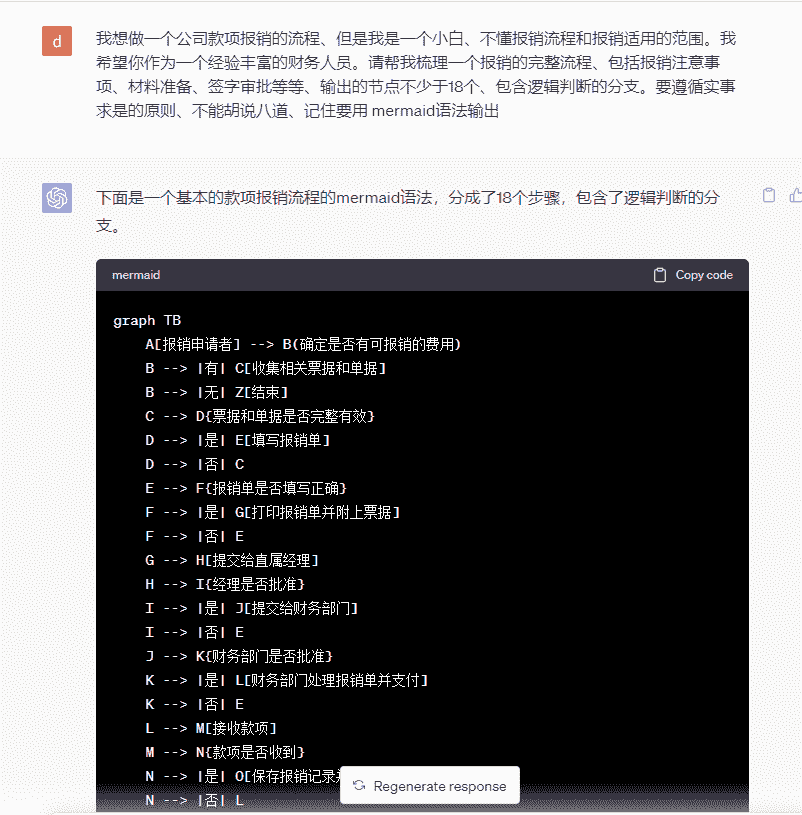 d
我想做一个公司款项报销的流程、但是我是一个小白、不懂报销流程和报销适用的范围。我
希望你作为一个经验丰富的财务人员。请帮我梳理一个报销的完整流程、包括报销注意事
项、材料准备、签字审批等等、输出的节点不少于18个、包含逻辑判断的分支。要遵循实事
求是的原则、不能胡说八道、记住要用 mermaid语法输出
下面是一个基本的款项报销流程的mermaid语法，分成了18个步骤，包含了逻辑判断的分
支。
mermaid
Copy code
graph TB
A[报销申请者] --> B(确定是否有可报销的费用)
B --> |有| C[收集相关票据和单据]
B --> |无| Z[结束]
C --> D{票据和单据是否完整有效}
D --> |是| E[填写报销单]
D --> |否| C
E --> F{报销单是否填写正确}
F --> |是| G[打印报销单并附上票据]
F --> |否| E
G --> H[提交给直属经理]
H --> I{经理是否批准}
I --> |是| J[提交给财务部门]
I --> |否| E
J --> K{财务部门是否批准}
K --> |是| L[财务部门处理报销单并支付]
K --> |否| E
L --> M[接收款项]
M --> N{款项是否收到}
N --> |是| O[保存报销记录
N --> |否| L
Regenerate response